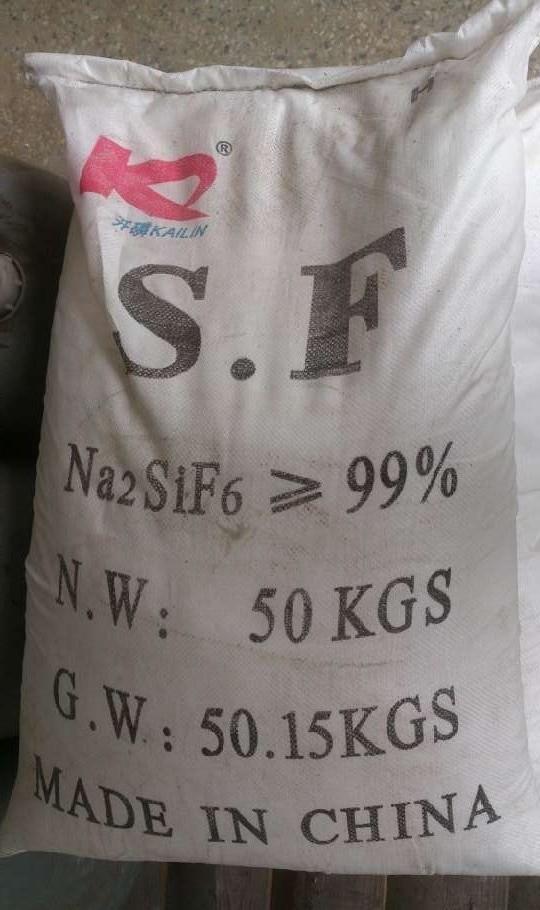 ®
开磷KAILIN
S.F
Na2SiF6 ≥ 99%
N.W: 50 KGS
G.W.: 50.15KGS
MADE IN CHINA